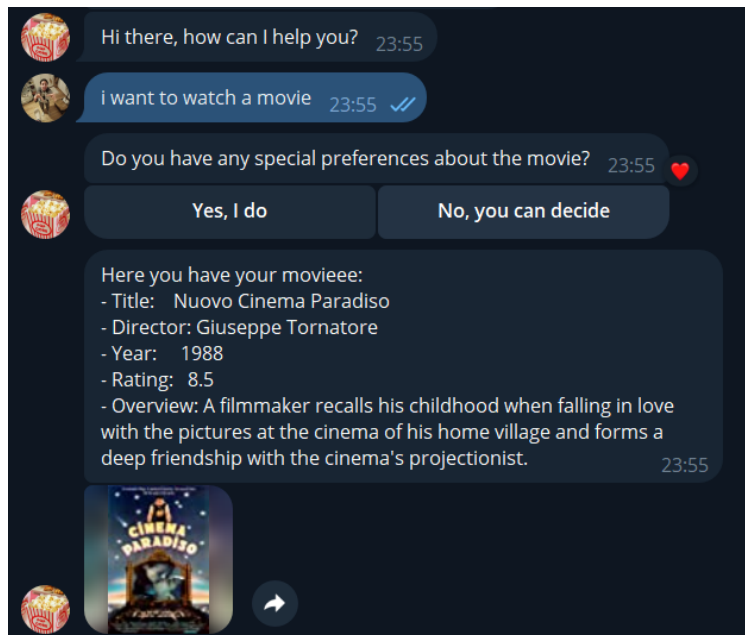 Hi there, how can I help you? 23:55
i want to watch a movie 23:55
Do you have any special preferences about the movie? 23:55
Yes, I do
No, you can decide
Here you have your movieee:
- Title: Nuovo Cinema Paradiso
- Director: Giuseppe Tornatore
- Year: 1988
- Rating: 8.5
- Overview: A filmmaker recalls his childhood when falling in love
with the pictures at the cinema of his home village and forms a
deep friendship with the cinema's projectionist. 23:55
CINEMA
PARADISO